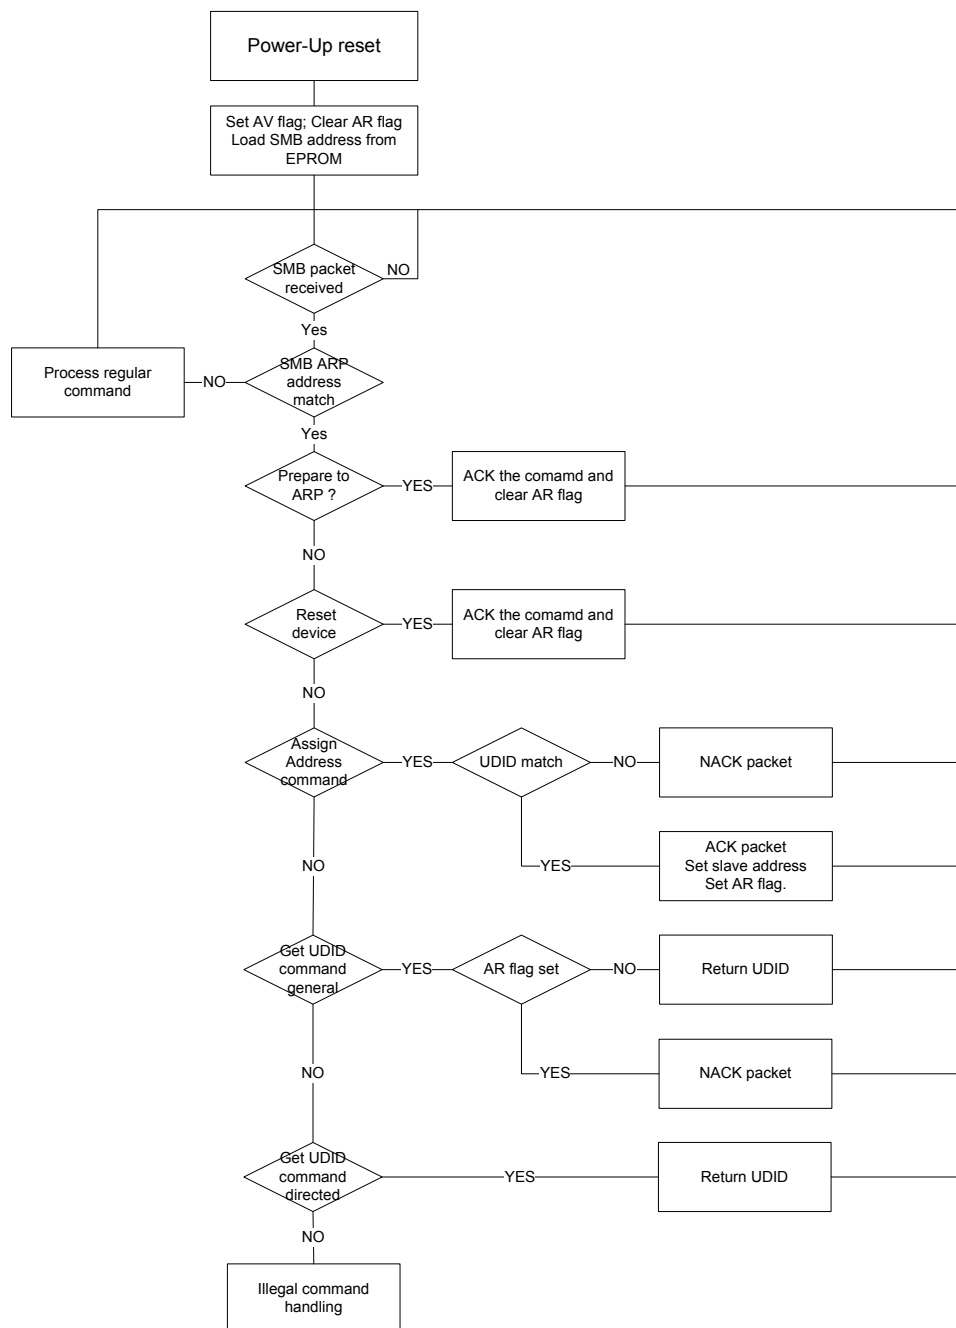 Power-Up reset
Set AV flag; Clear AR flag
Load SMB address from
EPROM
SMB packet
received
NO
Yes
SMB ARP
address
match
NO
Process regular
command
Yes
Prepare to
ARP ?
YES
ACK the comamd and
clear AR flag
NO
Reset
device
YES
ACK the comamd and
clear AR flag
NO
Assign
Address
command
YES
UDID match
NO
NACK packet
YES
ACK packet
Set slave address
Set AR flag.
NO
Get UDID
command
general
YES
AR flag set
NO
Return UDID
YES
NACK packet
NO
Get UDID
command
directed
YES
Return UDID
NO
Illegal command
handling